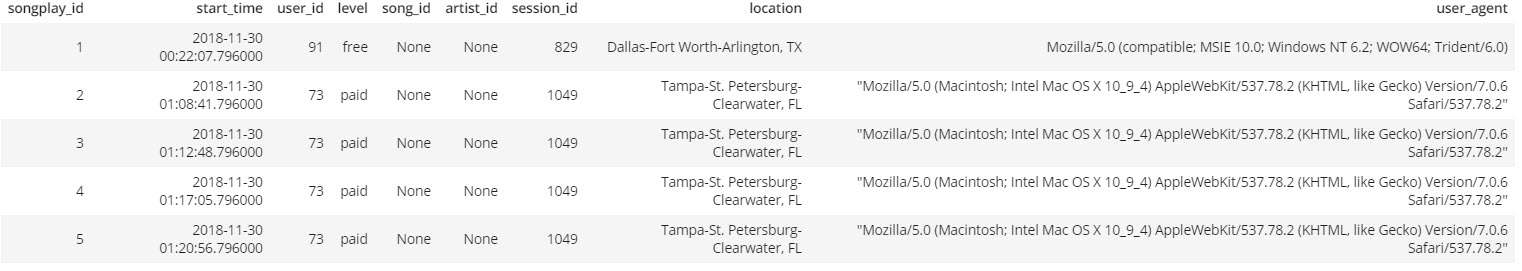 songplay_id start_time user_id level song_id artist_id session_id location user_agent
1 2018-11-30 00:22:07.796000 91 free None None 829 Dallas-Fort Worth-Arlington, TX Mozilla/5.0 (compatible; MSIE 10.0; Windows NT 6.2; WOW64; Trident/6.0)
2 2018-11-30 01:08:41.796000 73 paid None None 1049 Tampa-St. Petersburg-Clearwater, FL "Mozilla/5.0 (Macintosh; Intel Mac OS X 10_9_4) AppleWebKit/537.78.2 (KHTML, like Gecko) Version/7.0.6 Safari/537.78.2"
3 2018-11-30 01:12:48.796000 73 paid None None 1049 Tampa-St. Petersburg-Clearwater, FL "Mozilla/5.0 (Macintosh; Intel Mac OS X 10_9_4) AppleWebKit/537.78.2 (KHTML, like Gecko) Version/7.0.6 Safari/537.78.2"
4 2018-11-30 01:17:05.796000 73 paid None None 1049 Tampa-St. Petersburg-Clearwater, FL "Mozilla/5.0 (Macintosh; Intel Mac OS X 10_9_4) AppleWebKit/537.78.2 (KHTML, like Gecko) Version/7.0.6 Safari/537.78.2"
5 2018-11-30 01:20:56.796000 73 paid None None 1049 Tampa-St. Petersburg-Clearwater, FL "Mozilla/5.0 (Macintosh; Intel Mac OS X 10_9_4) AppleWebKit/537.78.2 (KHTML, like Gecko) Version/7.0.6 Safari/537.78.2"